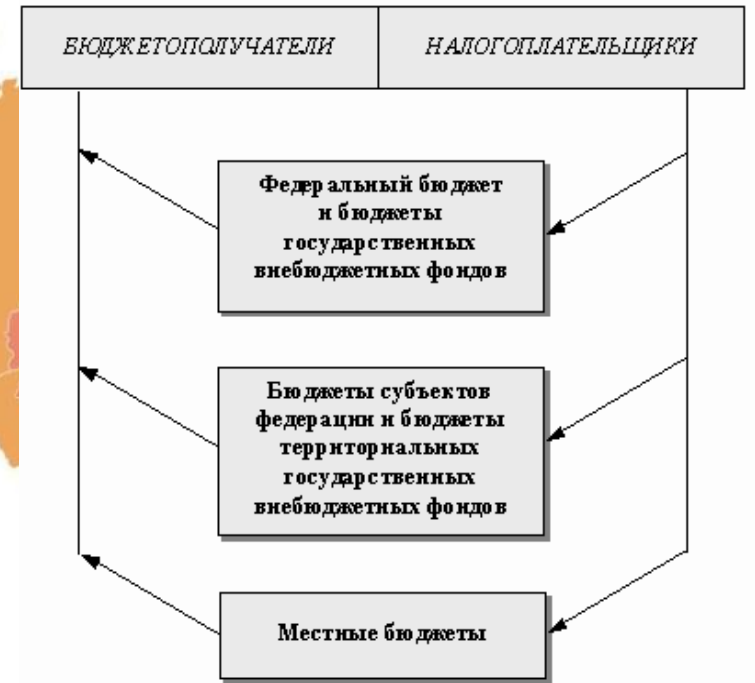 БЮДЖЕТОПОЛУЧАТЕЛИ
НАЛОГОПЛАТЕЛЬЩИКИ
Федеральный бюджет
и бюджеты
государственных
внебюджетных фондов
Бюджеты субъектов
федерации и бюджеты
территориальных
государственных
внебюджетных фондов
Местные бюджеты